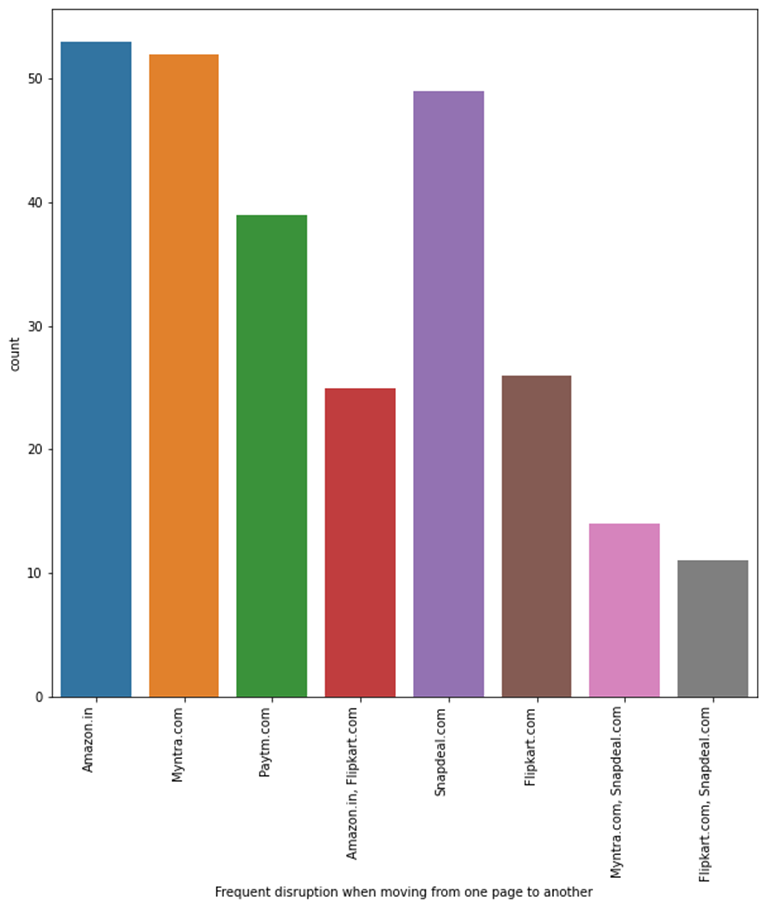 50
40
30
20
10
0
count
Amazon.in
Myntra.com
Paytm.com
Amazon.in, Flipkart.com
Snapdeal.com
Flipkart.com
Myntra.com, Snapdeal.com
Flipkart.com, Snapdeal.com
Frequent disruption when moving from one page to another